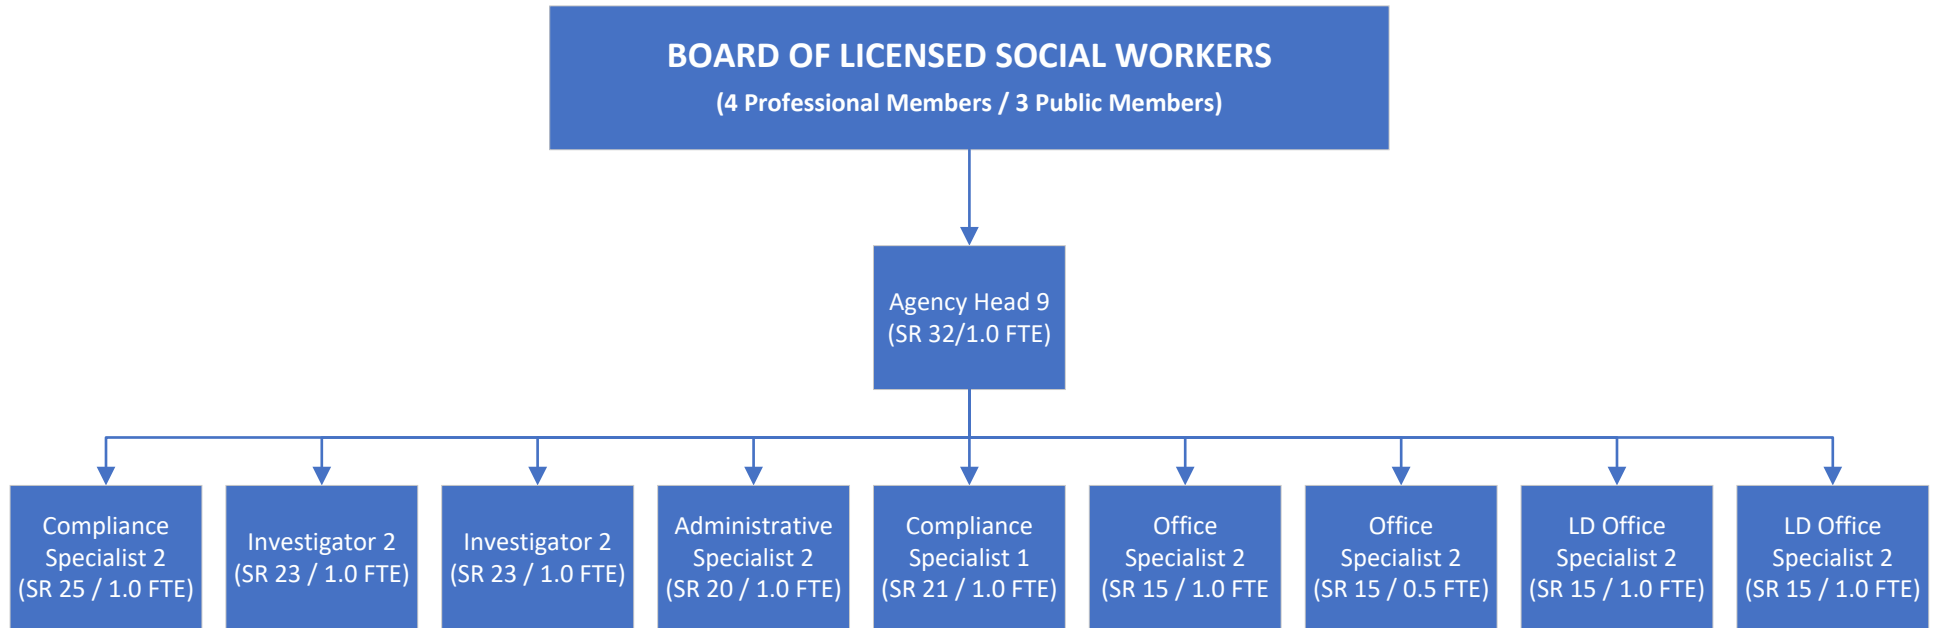 BOARD OF LICENSED SOCIAL WORKERS
(4 Professional Members / 3 Public Members)
Agency Head 9
(SR 32/1.0 FTE)
Compliance
Specialist 2
(SR 25 / 1.0 FTE)
Investigator 2
(SR 23 / 1.0 FTE)
Investigator 2
(SR 23 / 1.0 FTE)
Administrative
Specialist 2
(SR 20 / 1.0 FTE)
Compliance
Specialist 1
(SR 21 / 1.0 FTE)
Office
Specialist 2
(SR 15 / 1.0 FTE
Office
Specialist 2
(SR 15 / 0.5 FTE)
LD Office
Specialist 2
(SR 15 / 1.0 FTE)
LD Office
Specialist 2
(SR 15 / 1.0 FTE)